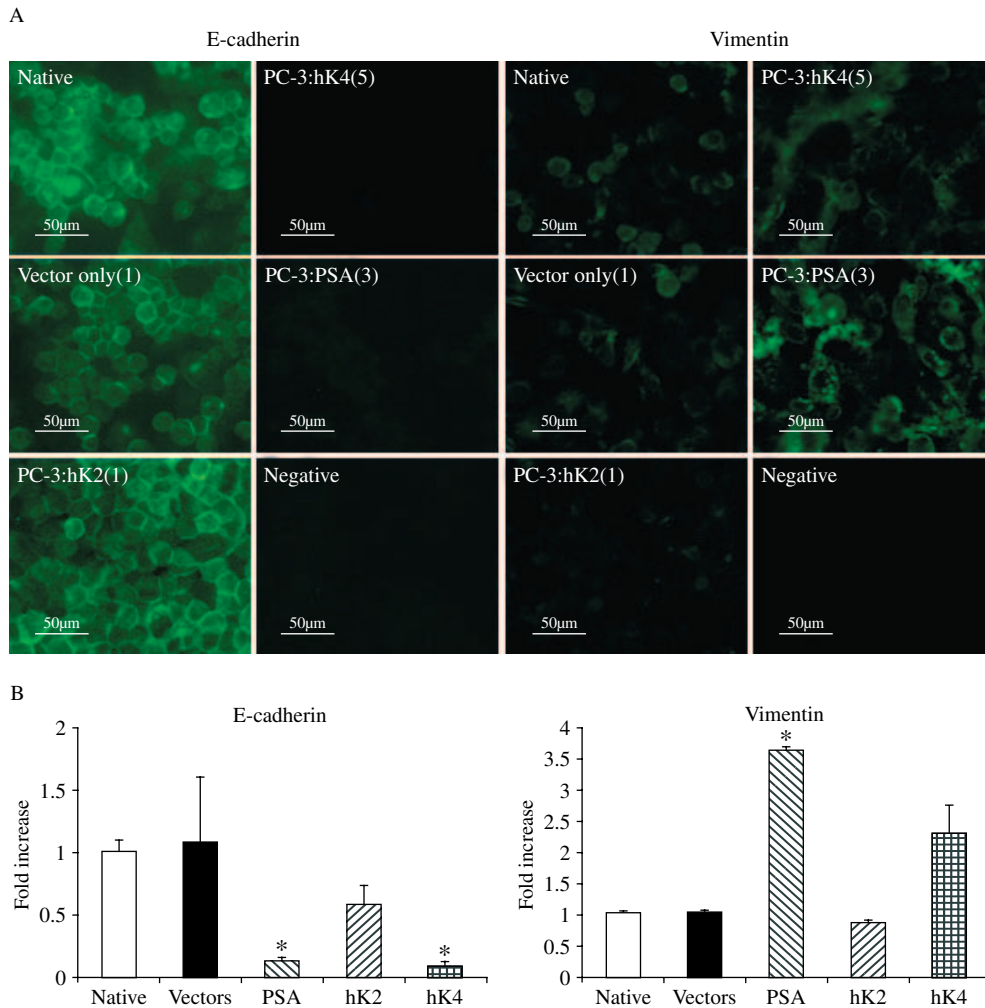 A
E-cadherin
Vimentin
Native
PC-3:hK4(5)
Native
PC-3:hK4(5)
50µm
50µm
50µm
50µm
Vector only(1)
PC-3:PSA(3)
Vector only(1)
PC-3:PSA(3)
50µm
50µm
50µm
50µm
PC-3:hK2(1)
Negative
PC-3:hK2(1)
Negative
50µm
50µm
50µm
50µm
B
E-cadherin
Fold increase
2
1.5
1
0.5
0
*
*
Native Vectors PSA hK2 hK4
Vimentin
Fold increase
4
3.5
3
2.5
2
1.5
1
0.5
0
*
Native Vectors PSA hK2 hK4